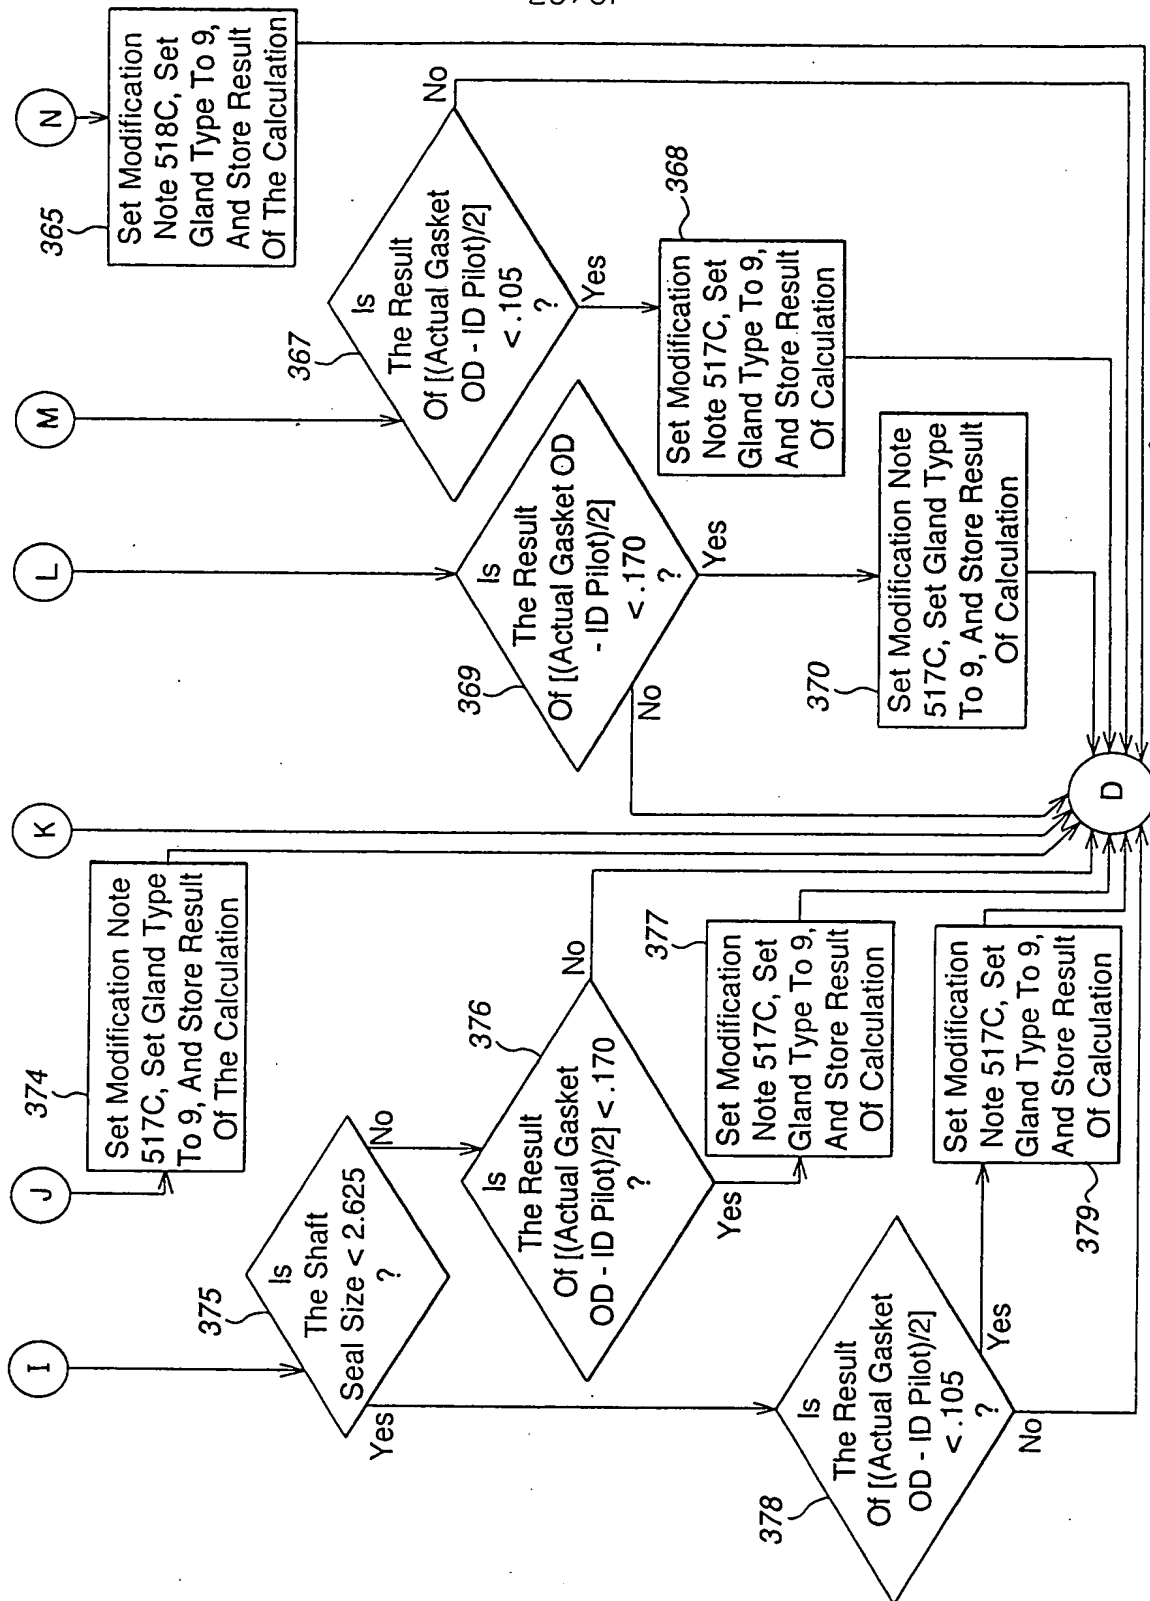 I
J
K
L
M
N
365
Set Modification
Note 518C, Set
Gland Type To 9,
And Store Result
Of The Calculation
367
Is
The Result
Of [(Actual Gasket
OD - ID Pilot)/2]
< .105
?
No
Yes
368
Set Modification
Note 517C, Set
Gland Type To 9,
And Store Result
Of Calculation
369
Is
The Result
Of [(Actual Gasket OD
- ID Pilot)/2]
< .170
?
No
Yes
370
Set Modification Note
517C, Set Gland Type
To 9, And Store Result
Of Calculation
374
Set Modification Note
517C, Set Gland Type
To 9, And Store Result
Of The Calculation
375
Is
The Shaft
Seal Size < 2.625
?
No
Yes
376
Is
The Result
Of [(Actual Gasket
OD - ID Pilot)/2] < .170
?
No
Yes
377
Set Modification
Note 517C, Set
Gland Type To 9,
And Store Result
Of Calculation
378
Is
The Result
Of [(Actual Gasket
OD - ID Pilot)/2]
< .105
?
Yes
No
379
Set Modification
Note 517C, Set
Gland Type To 9,
And Store Result
Of Calculation
D